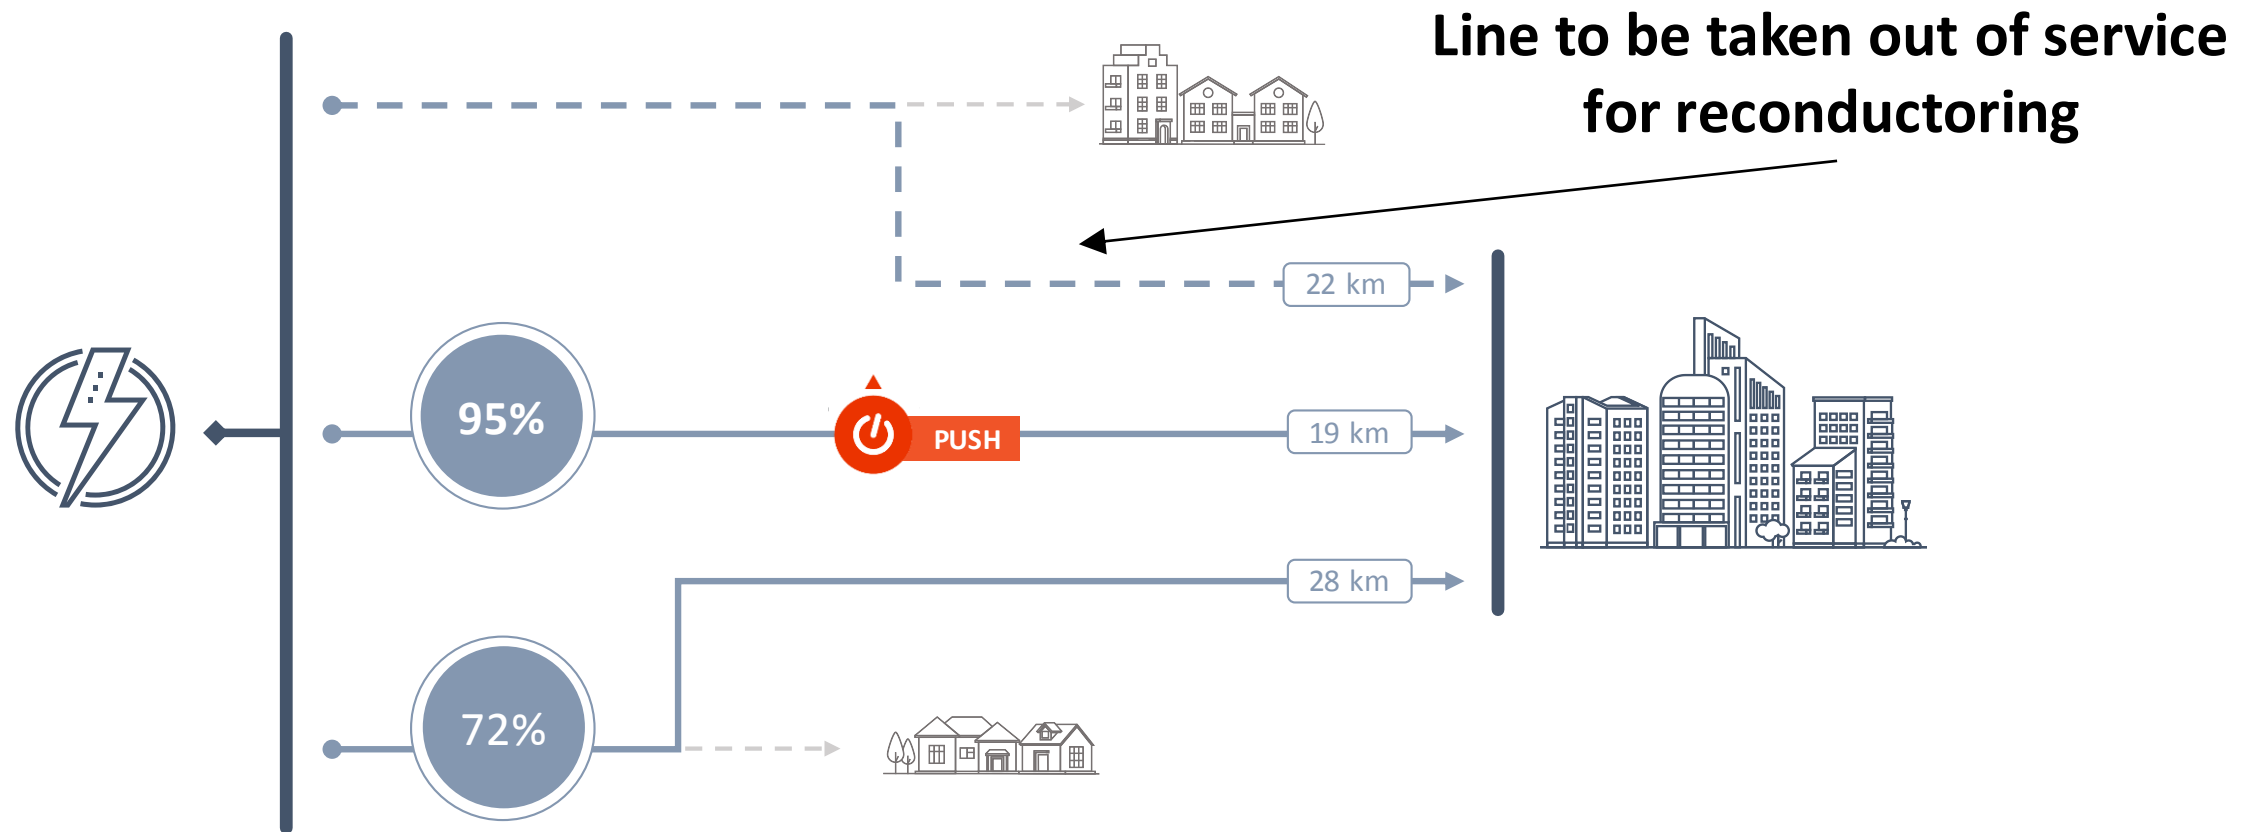 Line to be taken out of service
for reconductoring
22 km
95%
PUSH
19 km
28 km
72%